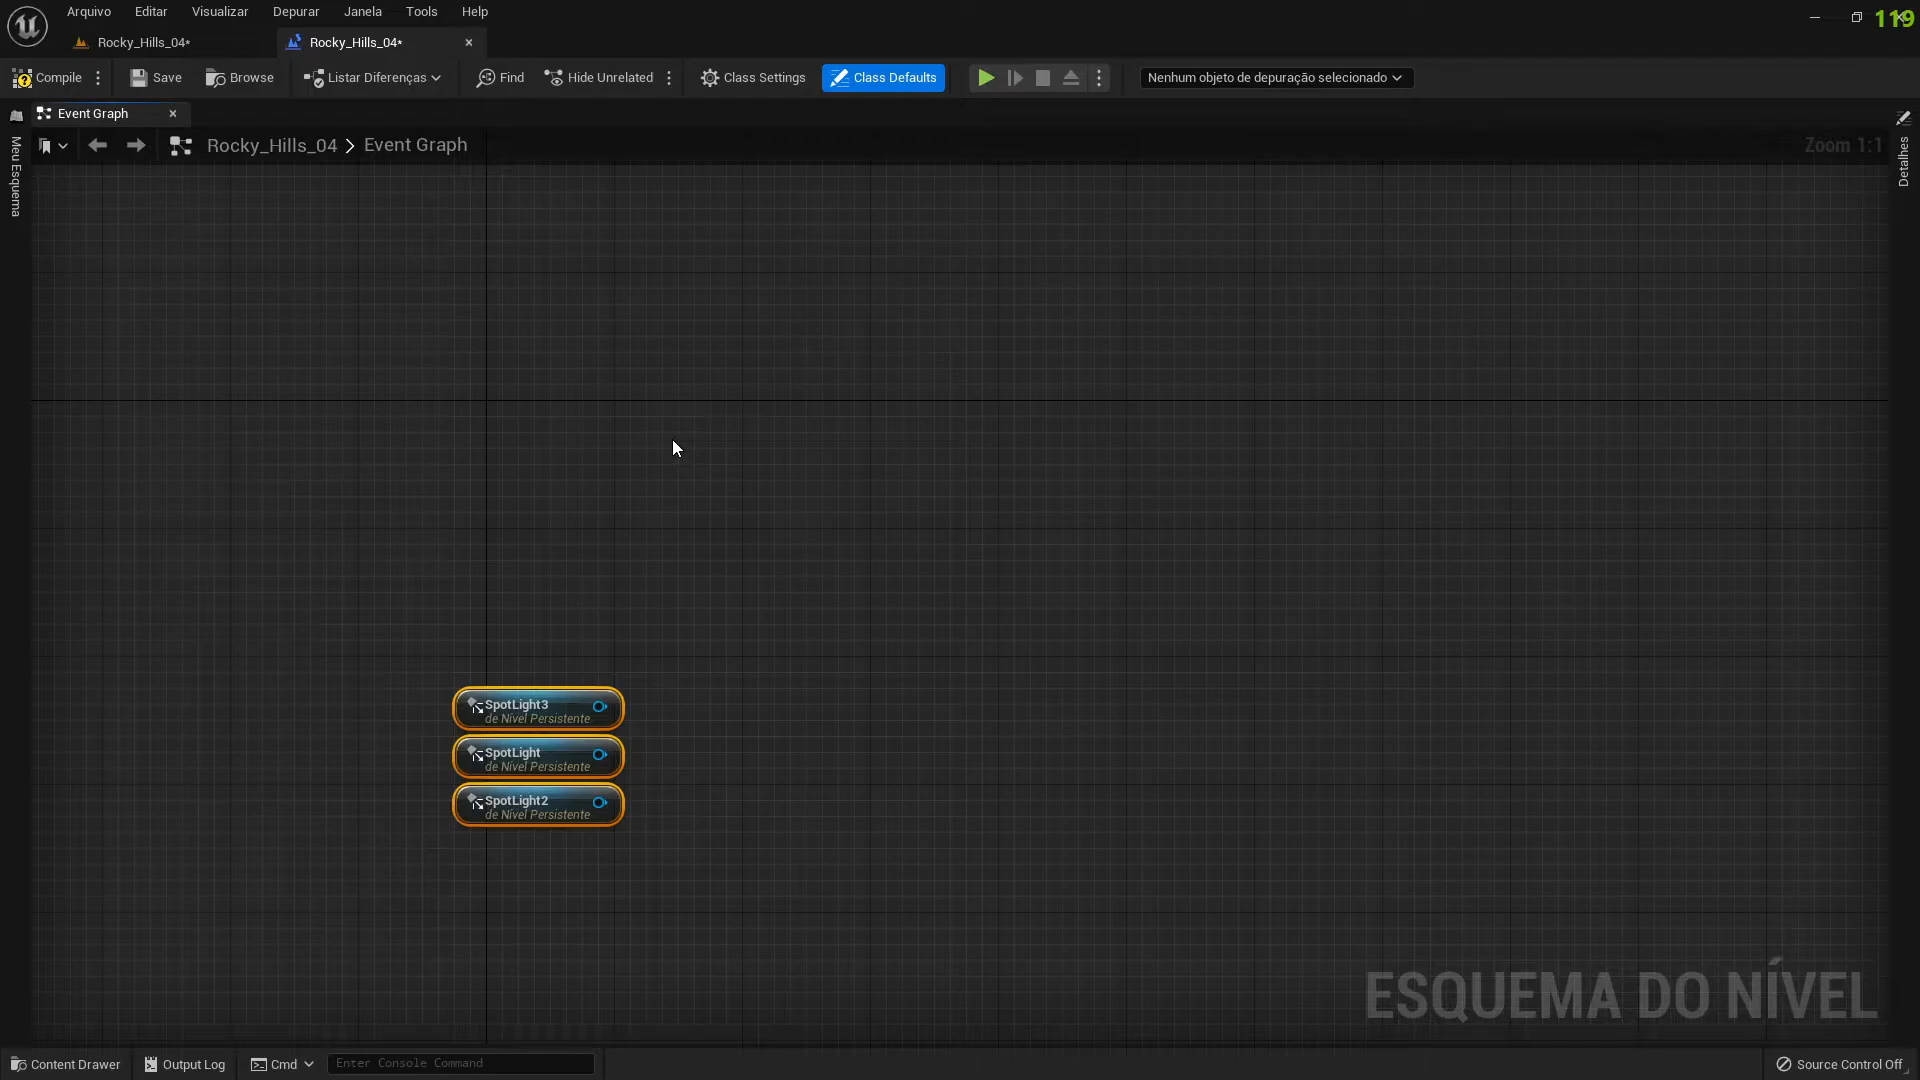 Arquivo Editar Visualizar Depurar Janela Tools Help
119
Rocky_Hills_04* Rocky_Hills_04*
Compile Save Browse Listar Diferenças Find Hide Unrelated Class Settings Class Defaults Nenhum objeto de depuração selecionado
Event Graph
Rocky_Hills_04 > Event Graph Zoom 1:1
Meu Esquema
Detalhes
SpotLight3
de Nível Persistente
SpotLight
de Nível Persistente
SpotLight2
de Nível Persistente
ESQUEMA DO NÍVEL
Content Drawer Output Log Cmd Enter Console Command Source Control Off